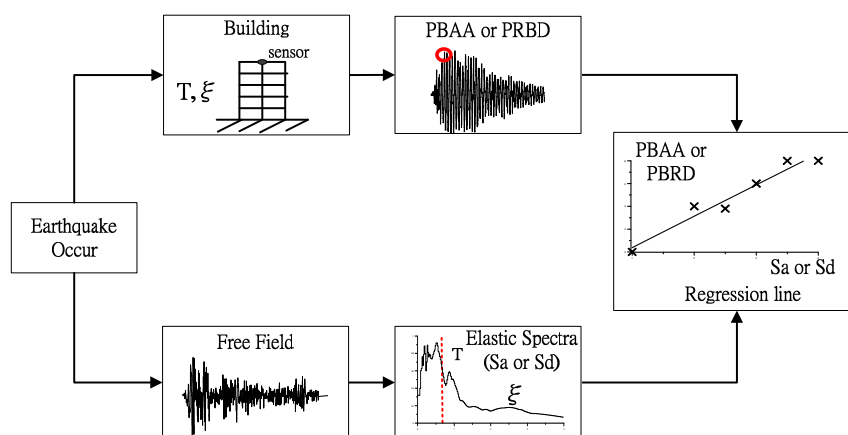 Earthquake
Occur
Building
sensor
T, ξ
PBAA or PRBD
Free Field
Elastic Spectra
(Sa or Sd)
T
ξ
PBAA or
PBRD
Sa or Sd
Regression line